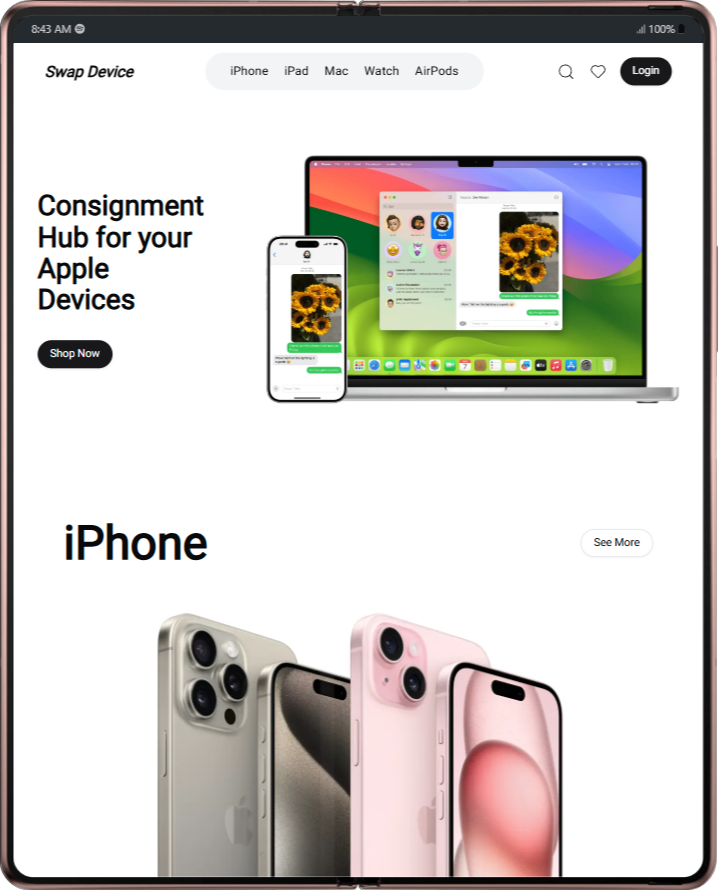 8:43 AM
100%
Swap Device
iPhone
iPad
Mac
Watch
AirPods
Login
Consignment
Hub for your
Apple
Devices
Shop Now
iPhone
See More